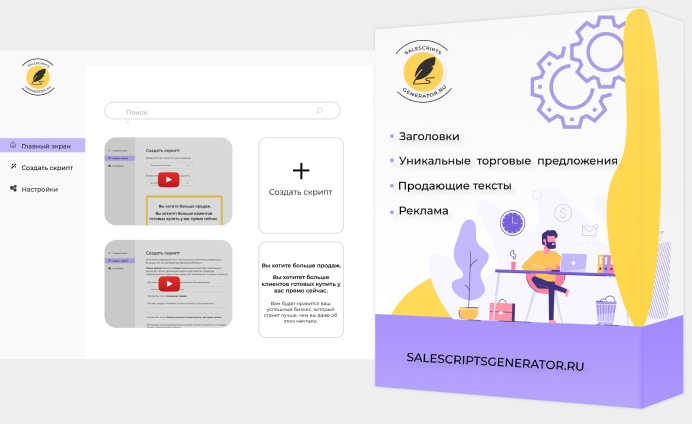 SALESCRIPTS
GENERATOR.RU
Главный экран
Создать скрипт
Настройки
Поиск.
Создать скрипт
Вы хотите больше продаж.
Вы хотите больше клиентов
готовых купить у вас прямо сейчас.
Создать скрипт
Создать скрипт
Вы хотите больше продаж.
Вы хотитет больше
клиентов готовых купить у
вас прямо сейчас.
Вам будет нравится ваш
успешный бизнес, который
станет лучше, чем вы даже об
этом мечтали.
SALESCRIPTS
GENERATOR.RU
Заголовки
Уникальные торговые предложения
Продающие тексты
Реклама
SALESCRIPTSGENERATOR.RU